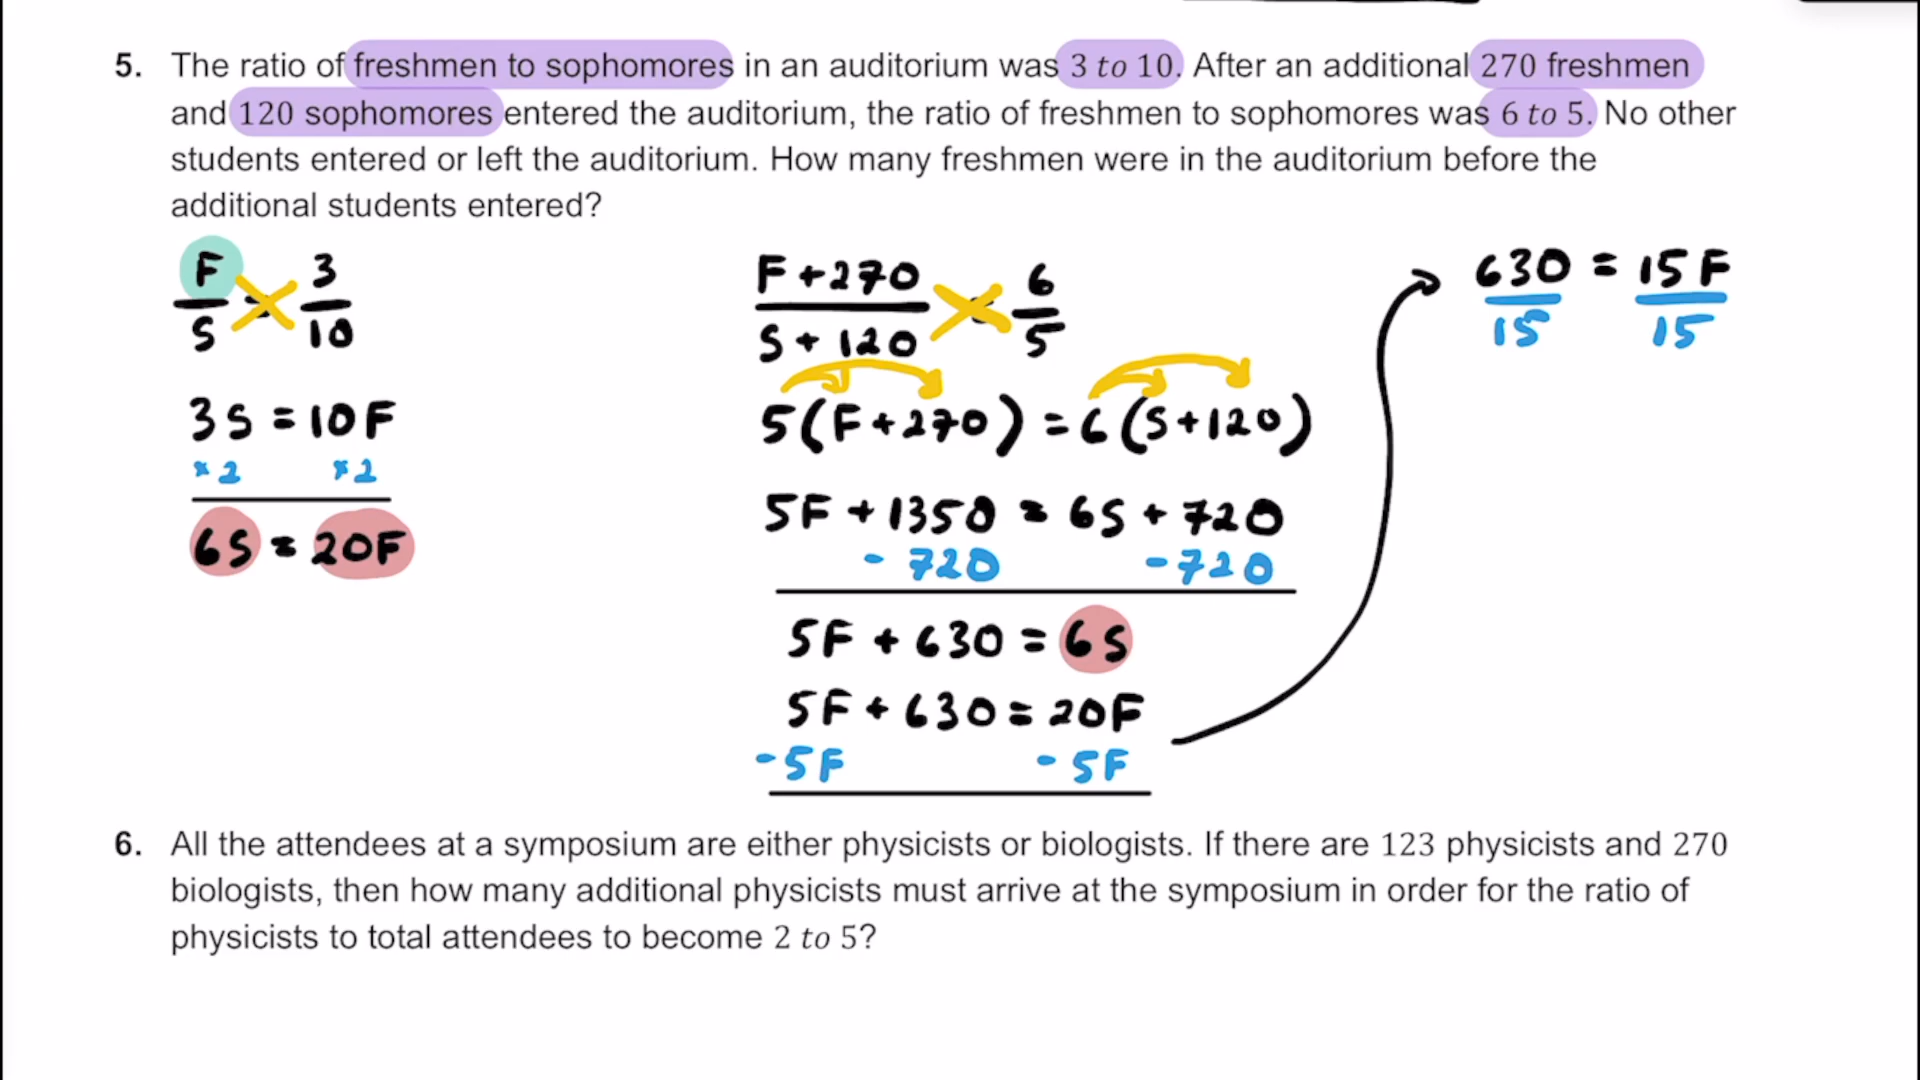 5. The ratio of freshmen to sophomores in an auditorium was 3 to 10. After an additional 270 freshmen
and 120 sophomores entered the auditorium, the ratio of freshmen to sophomores was 6 to 5. No other
students entered or left the auditorium. How many freshmen were in the auditorium before the
additional students entered?
F/S = 3/10
3S = 10F
×2 ×2
6S = 20F
F+270/S+120 = 6/5
5(F+270) = 6(S+120)
5F + 1350 = 6S + 720
- 720 -720
5F + 630 = 6S
5F + 630 = 20F
-5F -5F
630 = 15F
15 15
6. All the attendees at a symposium are either physicists or biologists. If there are 123 physicists and 270
biologists, then how many additional physicists must arrive at the symposium in order for the ratio of
physicists to total attendees to become 2 to 5?